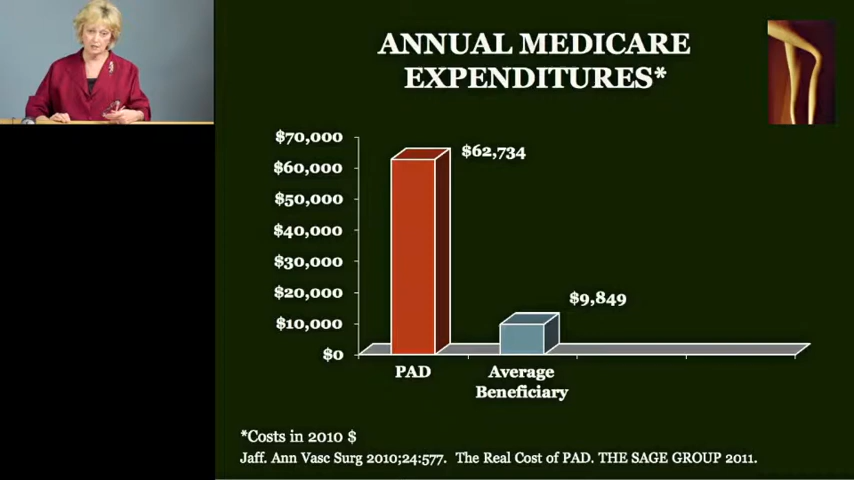 ANNUAL MEDICARE
EXPENDITURES*
$70,000
$62,734
$60,000
$50,000
$40,000
$30,000
$20,000
$9,849
$10,000
$0
PAD
Average
Beneficiary
*Costs in 2010 $
Jaff. Ann Vasc Surg 2010;24:577. The Real Cost of PAD. THE SAGE GROUP 2011.